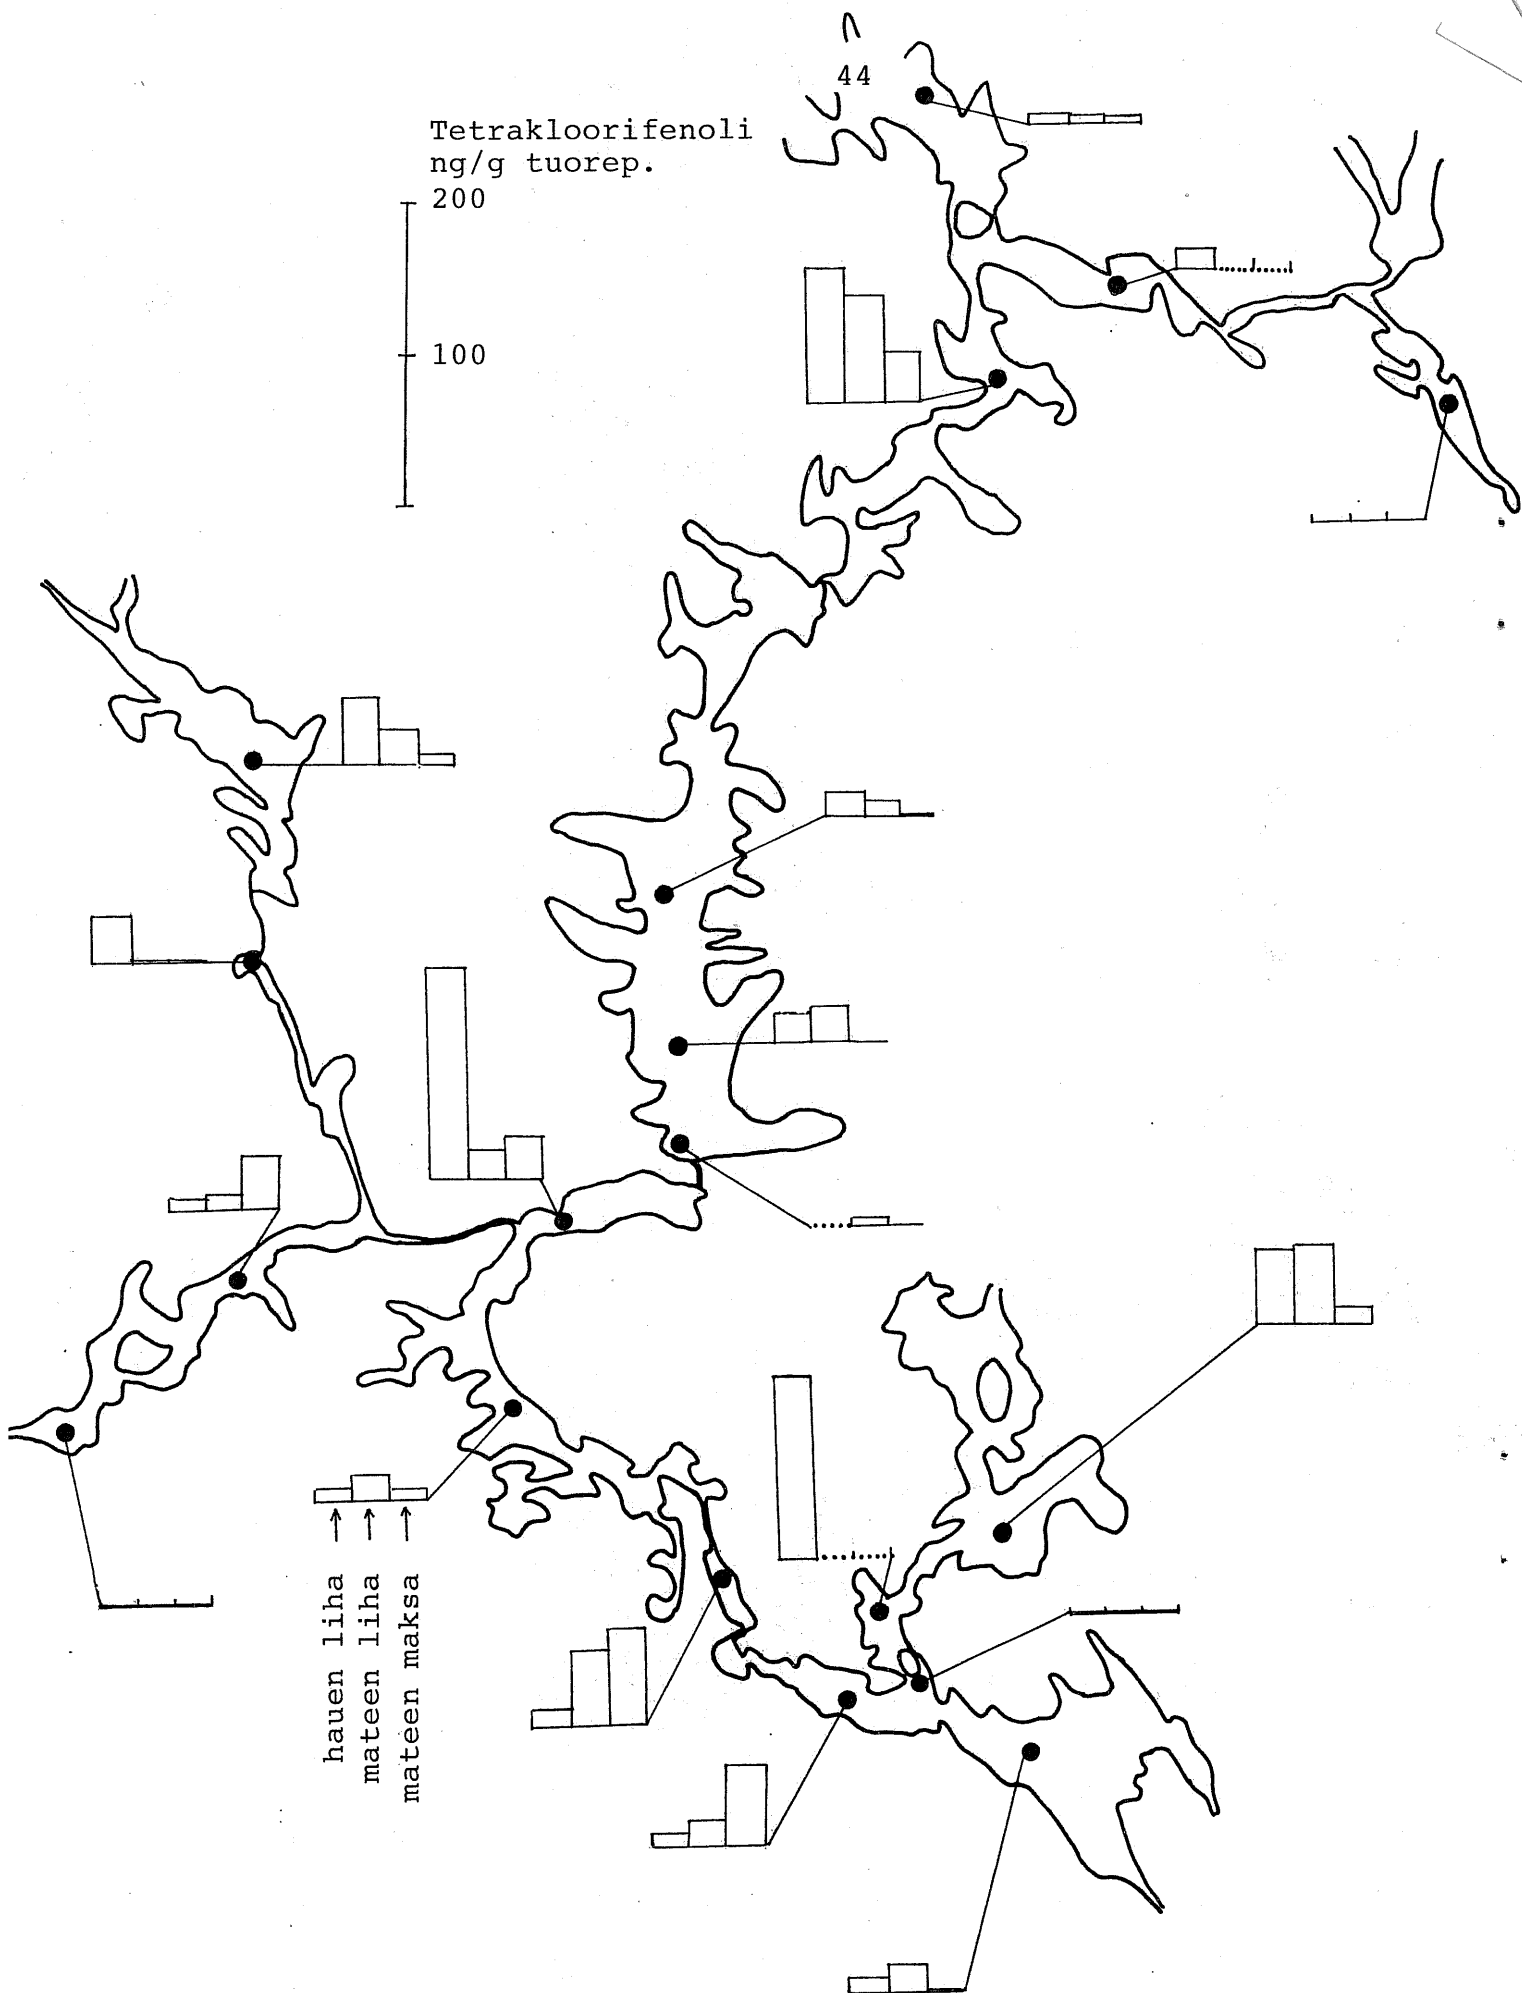 44
Tetrakloorifenoli
ng/g tuorep.
200
100
hauen liha
mateen liha
mateen maksa